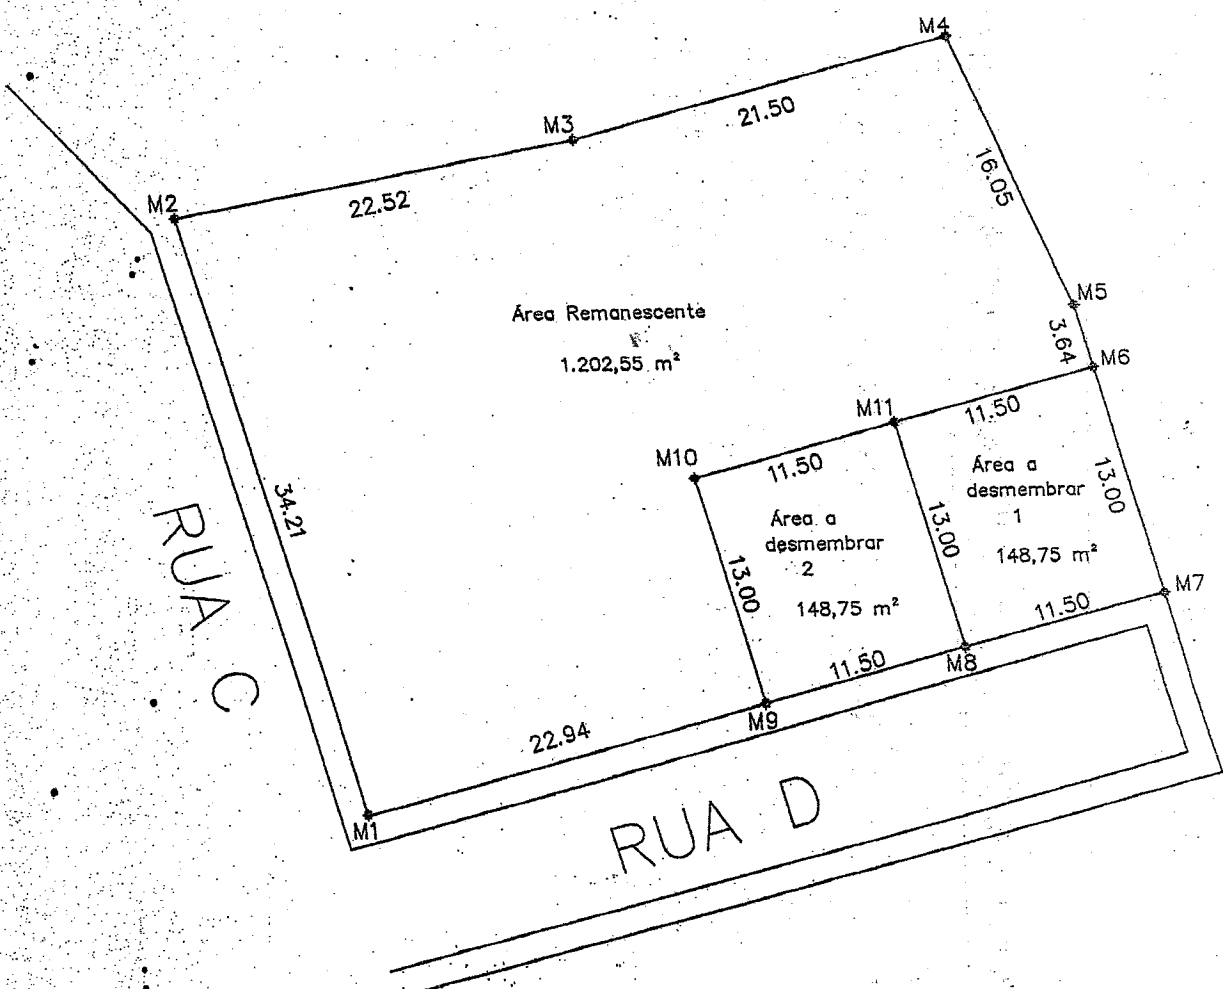 M4
M3
21.50
16.05
M2
22.52
M5
Área Remanescente
1.202,55 m²
3.64
M6
M11
11.50
M10
11.50
Área a
desmembrar
1
148,75 m²
13.00
34.21
RUA C
Área a
desmembrar
2
148,75 m²
13.00
13.00
M7
11.50
11.50
M8
M9
22.94
M1
RUA D